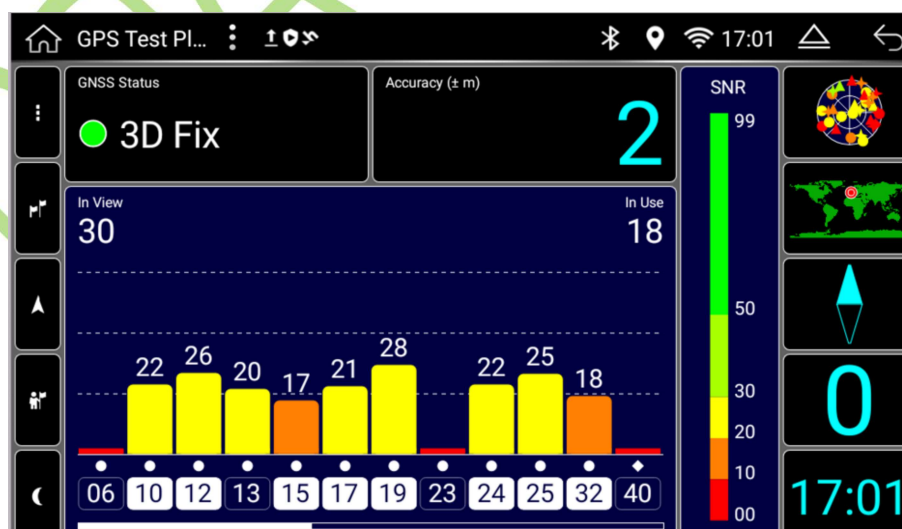 GPS Test Pl...
17:01
GNSS Status
3D Fix
Accuracy (± m)
2
In View
30
In Use
18
22 26 20 17 21 28 22 25 18
06 10 12 13 15 17 19 23 24 25 32 40
SNR
99
50
30
20
10
00
0
17:01